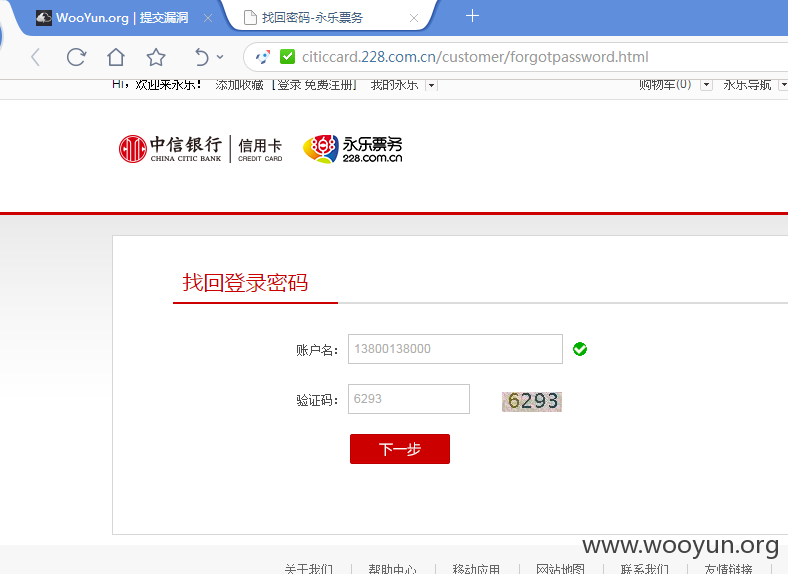 WooYun.org | 提交漏洞
找回密码-永乐票务
citiccard.228.com.cn/customer/forgotpassword.html
Hi，欢迎来永乐！ 添加收藏 【登录 免费注册】 我的永乐 购物车(0) 永乐导航
中信银行 CHINA CITIC BANK
信用卡 CREDIT CARD
永乐票务 228.com.cn
找回登录密码
账户名： 13800138000
验证码： 6293 6293
下一步
www.wooyun.org
关于我们 | 帮助中心 | 移动应用 | 网站地图 | 联系我们 | 友情链接